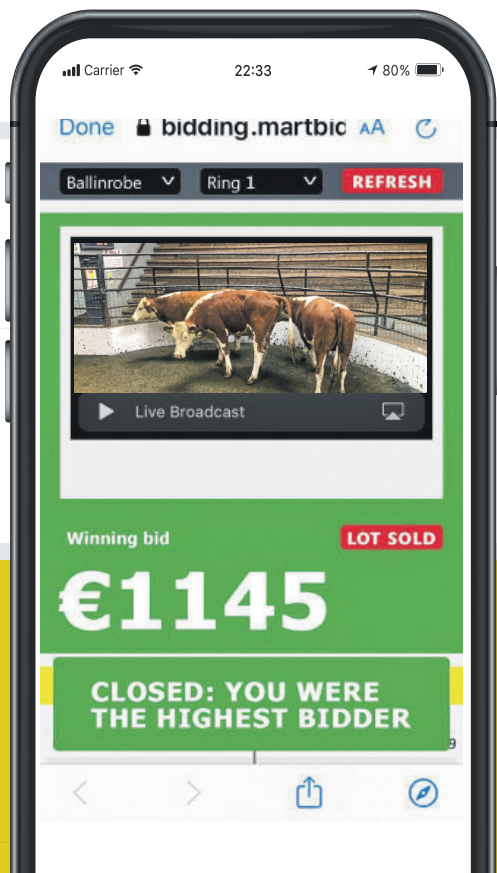 Carrier 22:33 80%
Done bidding.martbid AA
Ballinrobe Ring 1 REFRESH
Live Broadcast
Winning bid LOT SOLD
€1145
CLOSED: YOU WERE
THE HIGHEST BIDDER
9